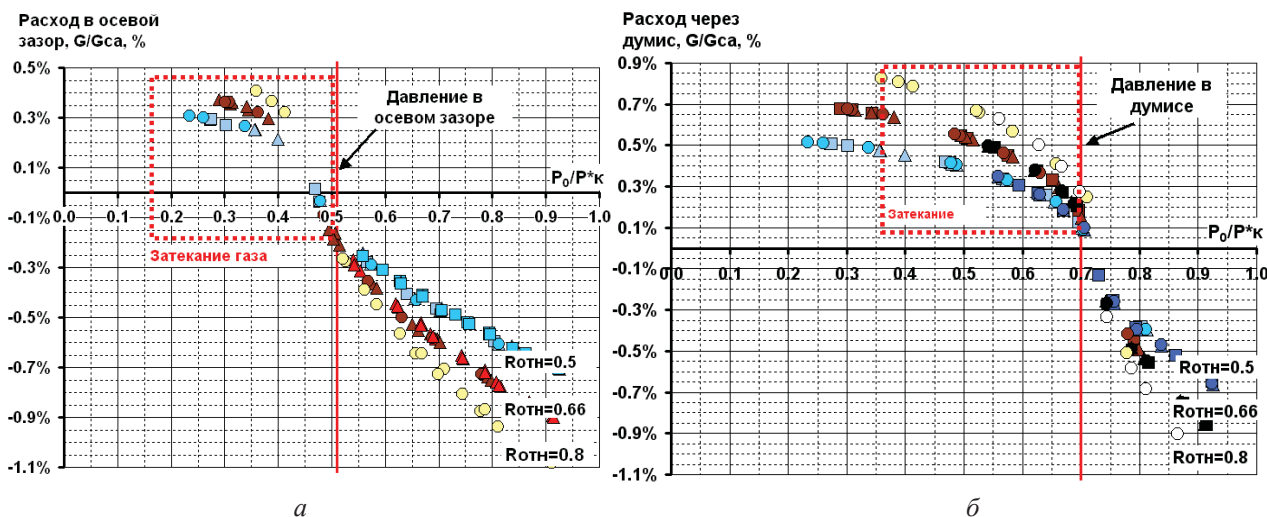 Расход в осевой
зазор, G/Gca, %
0.5%
0.3%
0.1%
-0.1%
-0.3%
-0.5%
-0.7%
-0.9%
-1.1%
0.0
0.1
0.2
0.3
0.4
0.5
0.6
0.7
0.8
0.9
1.0
Давление в
осевом зазоре
P0/P*к
Затекание газа
Rотн=0.5
Rотн=0.66
Rотн=0.8
а
Расход через
думис, G/Gca, %
0.9%
0.7%
0.5%
0.3%
0.1%
-0.1%
-0.3%
-0.5%
-0.7%
-0.9%
-1.1%
0.0
0.1
0.2
0.3
0.4
0.5
0.6
0.7
0.8
0.9
1.0
Давление в
думисе
Затекание
P0/P*к
Rотн=0.5
Rотн=0.66
Rотн=0.8
б